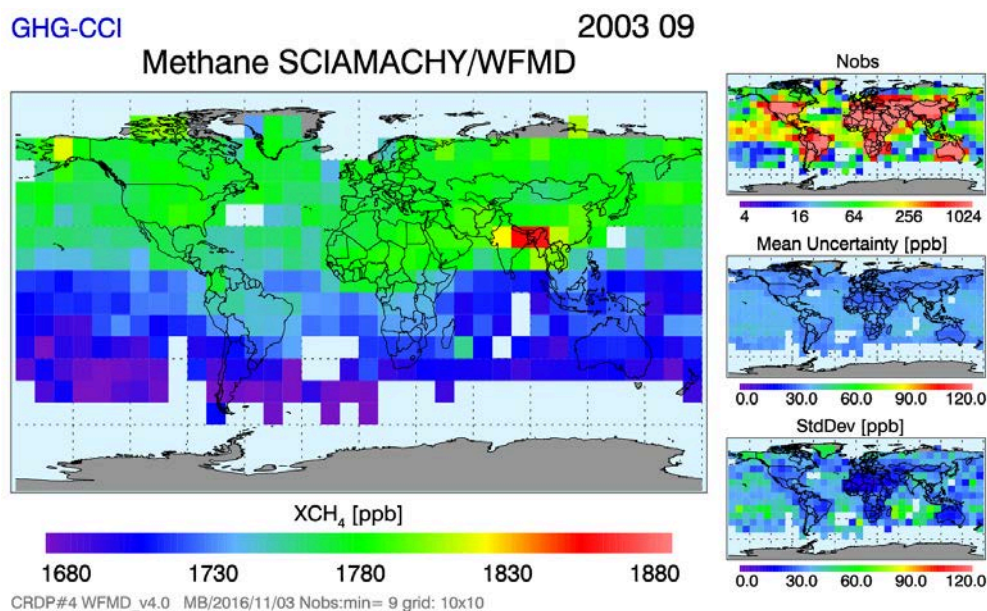 GHG-CCI
2003 09
Methane SCIAMACHY/WFMD
XCH₄ [ppb]
1680 1730 1780 1830 1880
CRDP#4 WFMD_v4.0 MB/2016/11/03 Nobs:min= 9 grid: 10x10
Nobs
4 16 64 256 1024
Mean Uncertainty [ppb]
0.0 30.0 60.0 90.0 120.0
StdDev [ppb]
0.0 30.0 60.0 90.0 120.0